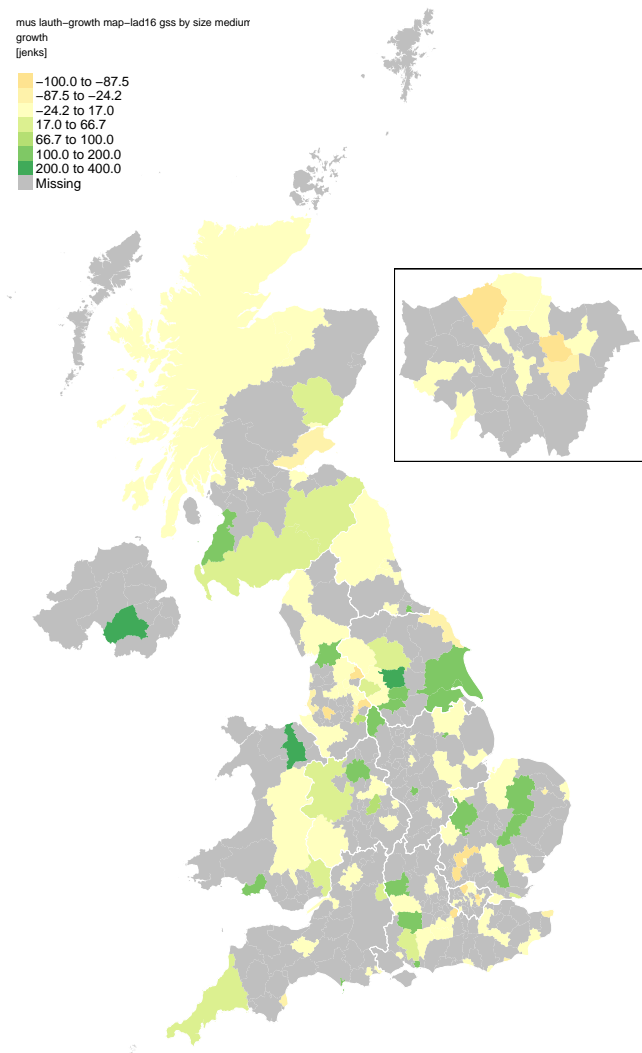 mus lauth−growth map−lad16 gss by size medium
growth
[jenks]
−100.0 to −87.5
−87.5 to −24.2
−24.2 to 17.0
17.0 to 66.7
66.7 to 100.0
100.0 to 200.0
200.0 to 400.0
Missing